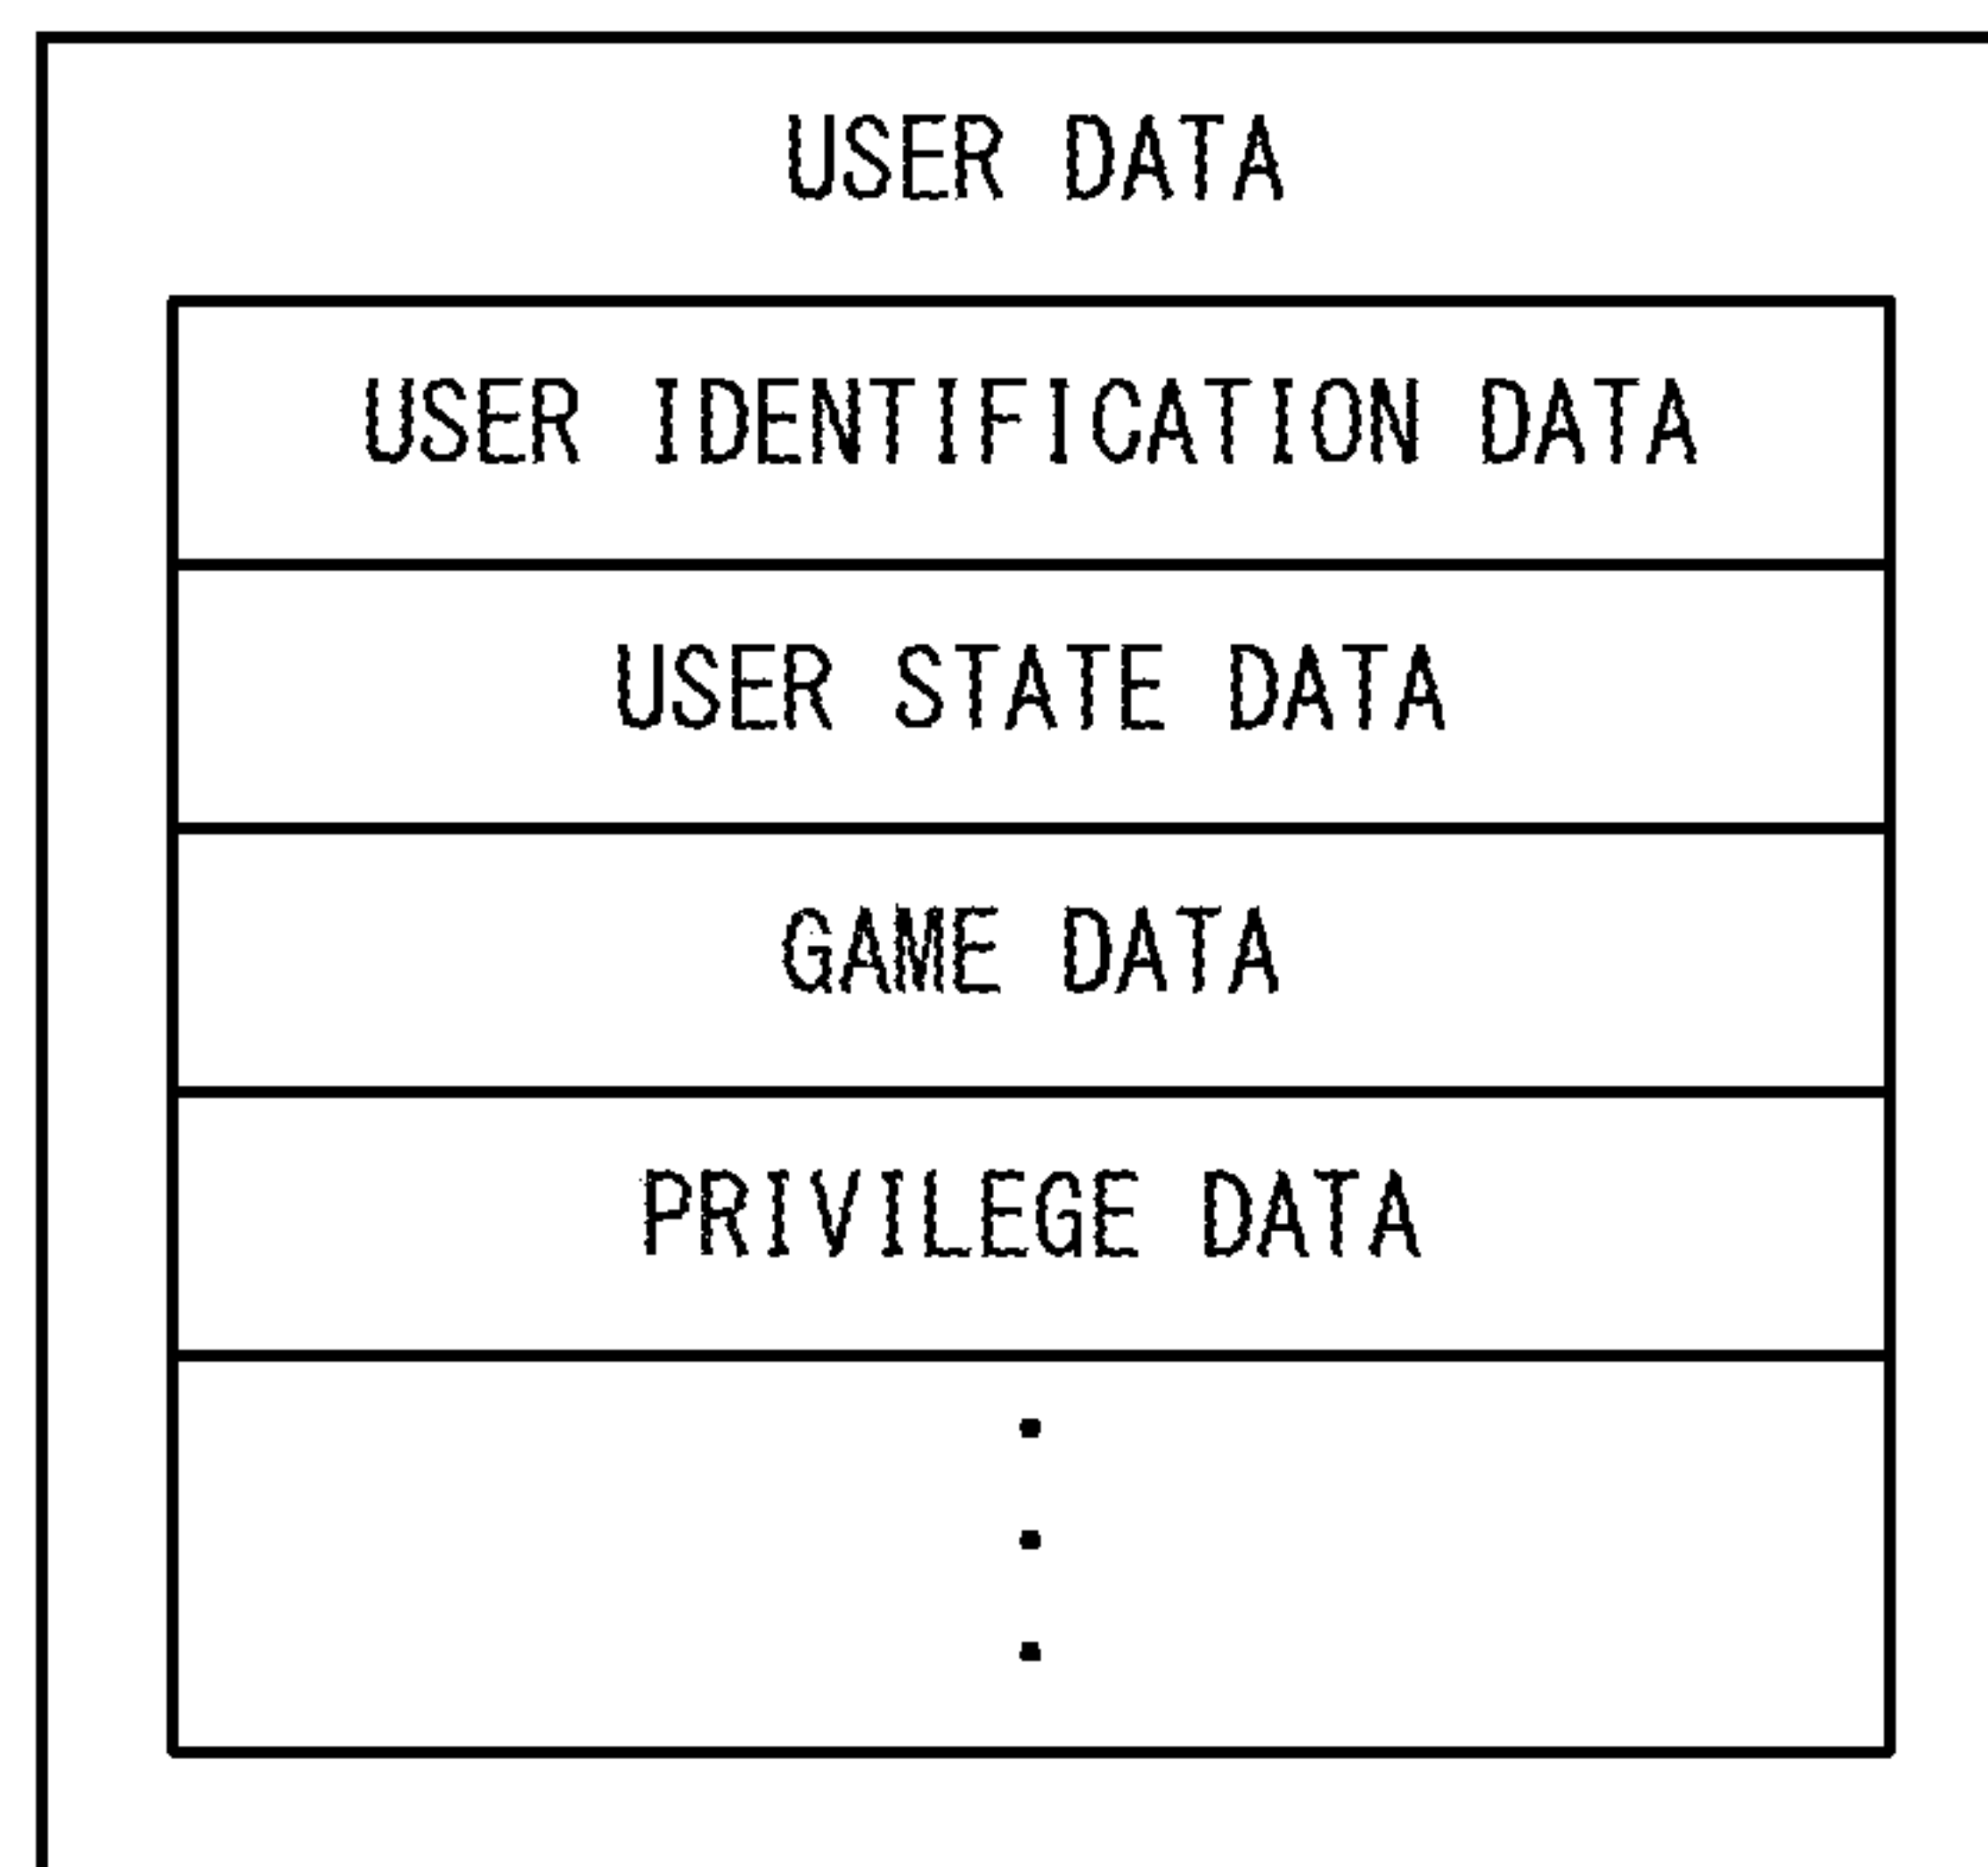 USER DATA
USER IDENTIFICATION DATA
USER STATE DATA
GAME DATA
PRIVILEGE DATA